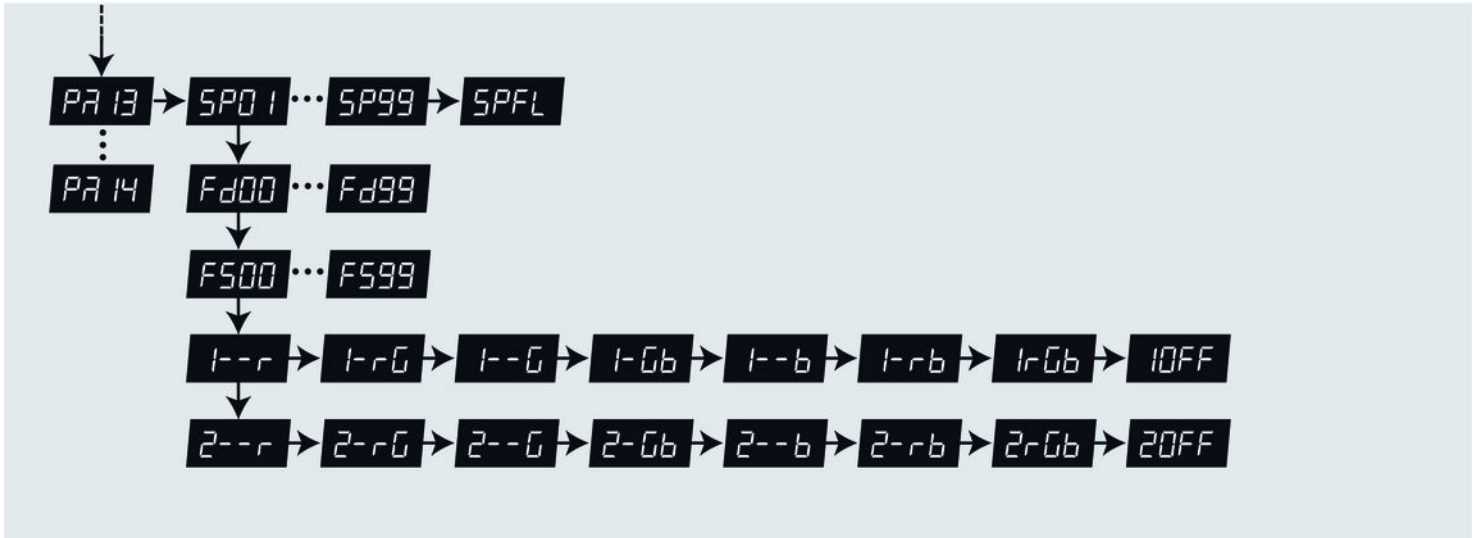 PA13 SP01 SP99 SPFL
PA14 Fd00 Fd99
FS00 FS99
1--r 1-rG 1--G 1-Gb 1--b 1-rb 1rGb 1OFF
2--r 2-rG 2--G 2-Gb 2--b 2-rb 2rGb 2OFF